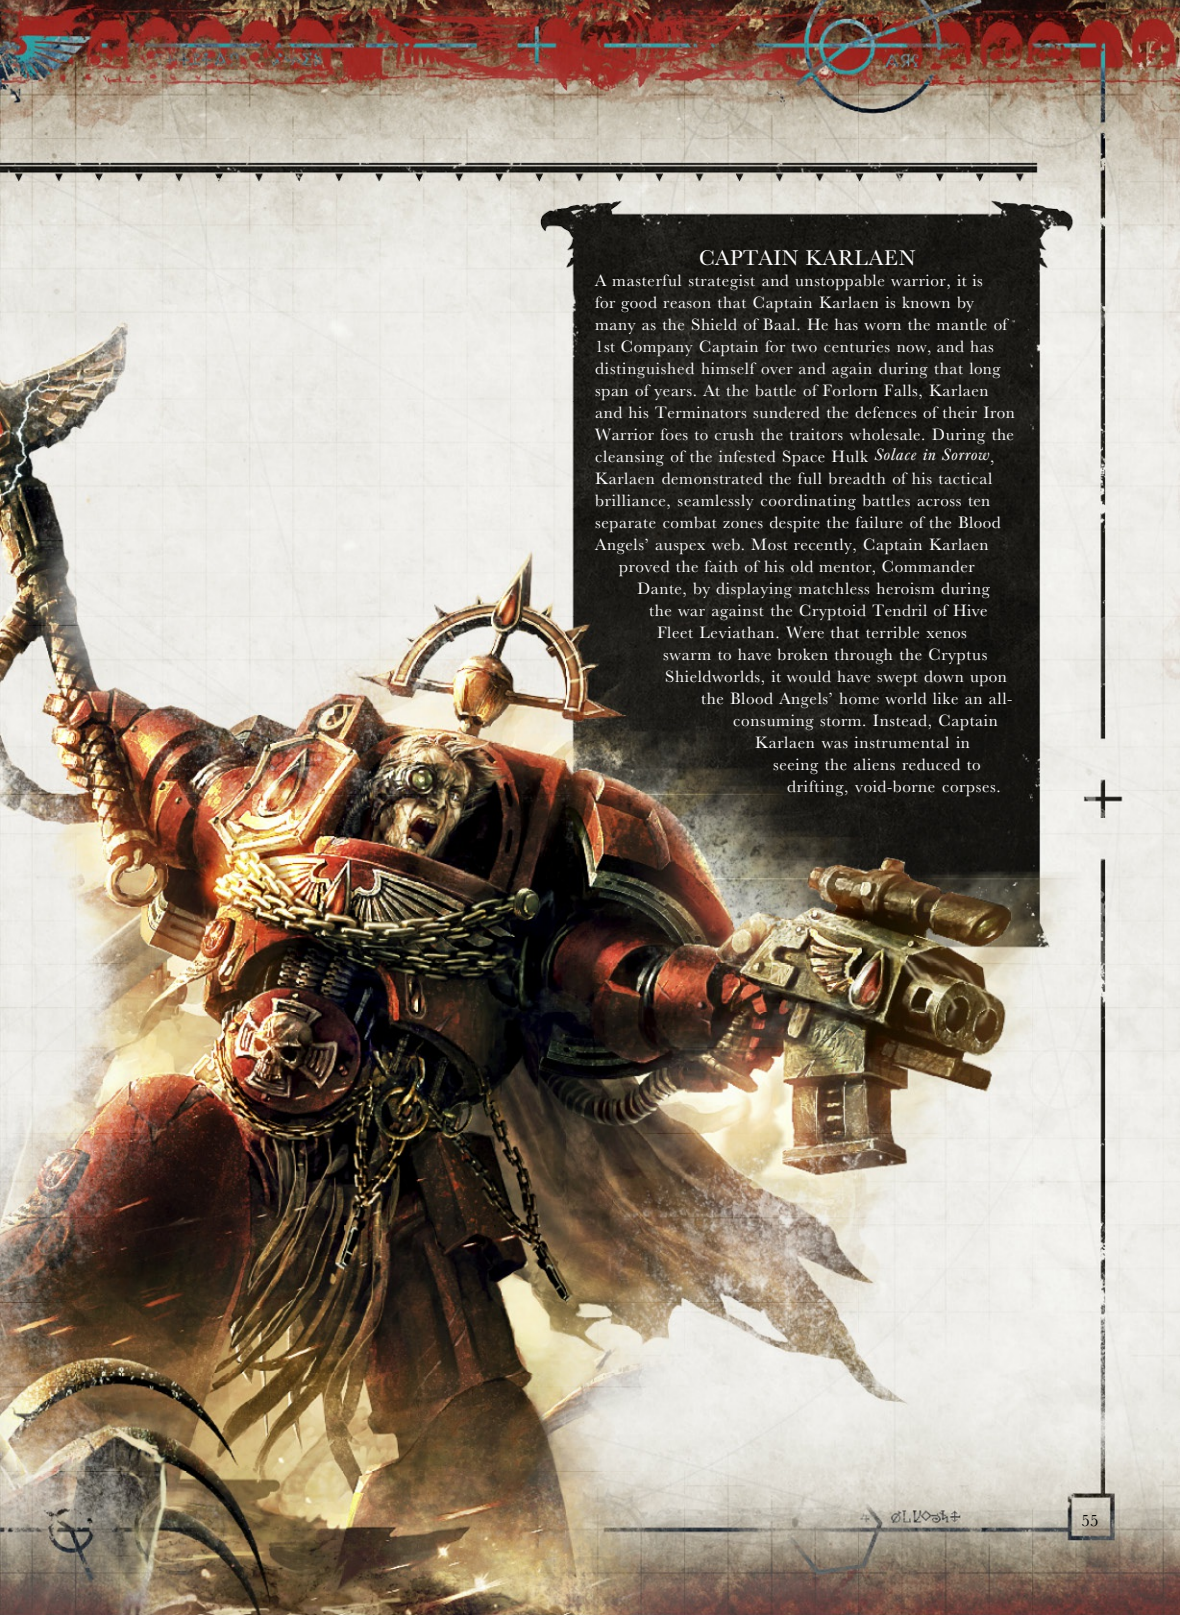 CAPTAIN KARLAEN
A masterful strategist and unstoppable warrior, it is
for good reason that Captain Karlaen is known by
many as the Shield of Baal. He has worn the mantle of
1st Company Captain for two centuries now, and has
distinguished himself over and again during that long
span of years. At the battle of Forlorn Falls, Karlaen
and his Terminators sundered the defences of their Iron
Warrior foes to crush the traitors wholesale. During the
cleansing of the infested Space Hulk Solace in Sorrow,
Karlaen demonstrated the full breadth of his tactical
brilliance, seamlessly coordinating battles across ten
separate combat zones despite the failure of the Blood
Angels’ auspex web. Most recently, Captain Karlaen
proved the faith of his old mentor, Commander
Dante, by displaying matchless heroism during
the war against the Cryptoid Tendril of Hive
Fleet Leviathan. Were that terrible xenos
swarm to have broken through the Cryptus
Shieldworlds, it would have swept down upon
the Blood Angels’ home world like an all-
consuming storm. Instead, Captain
Karlaen was instrumental in
seeing the aliens reduced to
drifting, void-borne corpses.
55